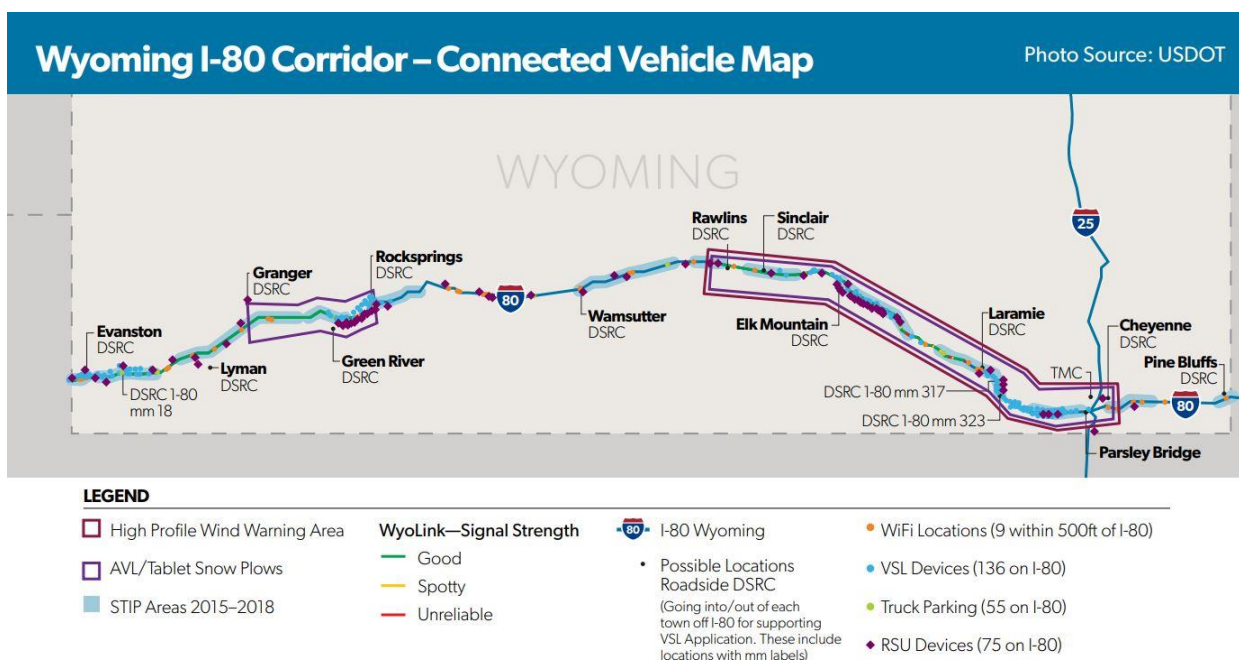 Wyoming I-80 Corridor – Connected Vehicle Map
Photo Source: USDOT
WYOMING
25
Rawlins
DSRC
Sinclair
DSRC
Rocksprings
DSRC
Granger
DSRC
80
Wamsutter
DSRC
Elk Mountain
DSRC
Laramie
DSRC
Evanston
DSRC
Lyman
DSRC
Green River
DSRC
Cheyenne
DSRC
TMC
Pine Bluffs
DSRC
DSRC 1-80
mm 18
DSRC 1-80 mm 317
DSRC 1-80 mm 323
80
Parsley Bridge
LEGEND
High Profile Wind Warning Area
AVL/Tablet Snow Plows
STIP Areas 2015–2018
WyoLink—Signal Strength
Good
Spotty
Unreliable
80 I-80 Wyoming
• Possible Locations
Roadside DSRC
(Going into/out of each
town off I-80 for supporting
VSL Application. These include
locations with mm labels)
WiFi Locations (9 within 500ft of I-80)
VSL Devices (136 on I-80)
Truck Parking (55 on I-80)
RSU Devices (75 on I-80)